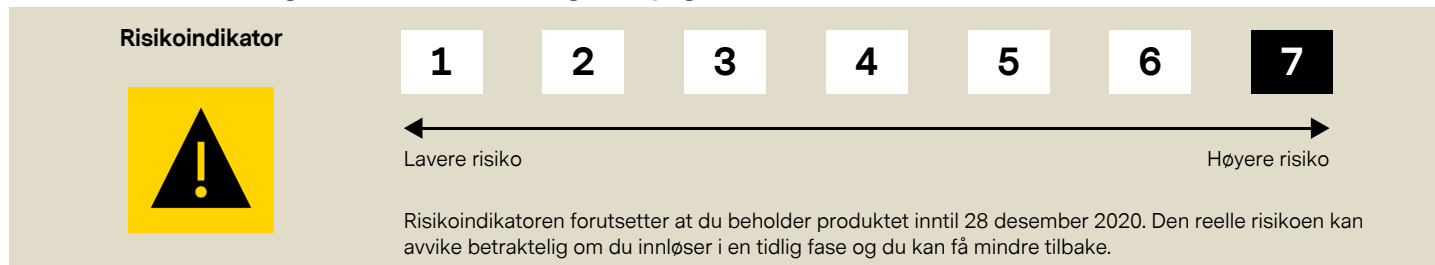 Risikoindikator
1 2 3 4 5 6 7
Lavere risiko Høyere risiko
Risikoindikatoren forutsetter at du beholder produktet inntil 28 desember 2020. Den reelle risikoen kan
avvike betraktelig om du innløser i en tidlig fase og du kan få mindre tilbake.